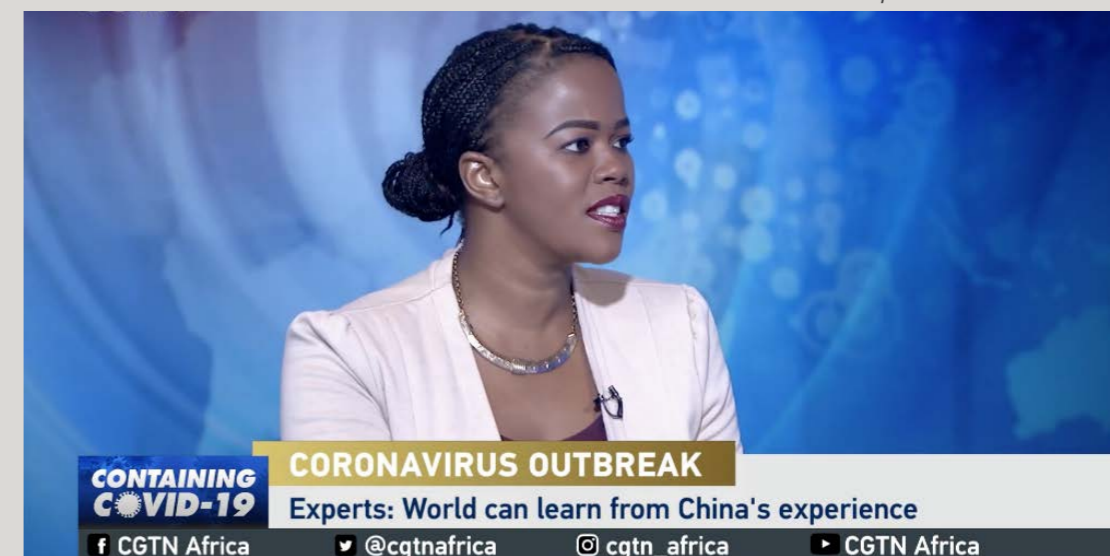 CORONAVIRUS OUTBREAK
CONTAINING
COVID-19
Experts: World can learn from China's experience
CGTN Africa
@cgtnafrica
cgtn_africa
CGTN Africa